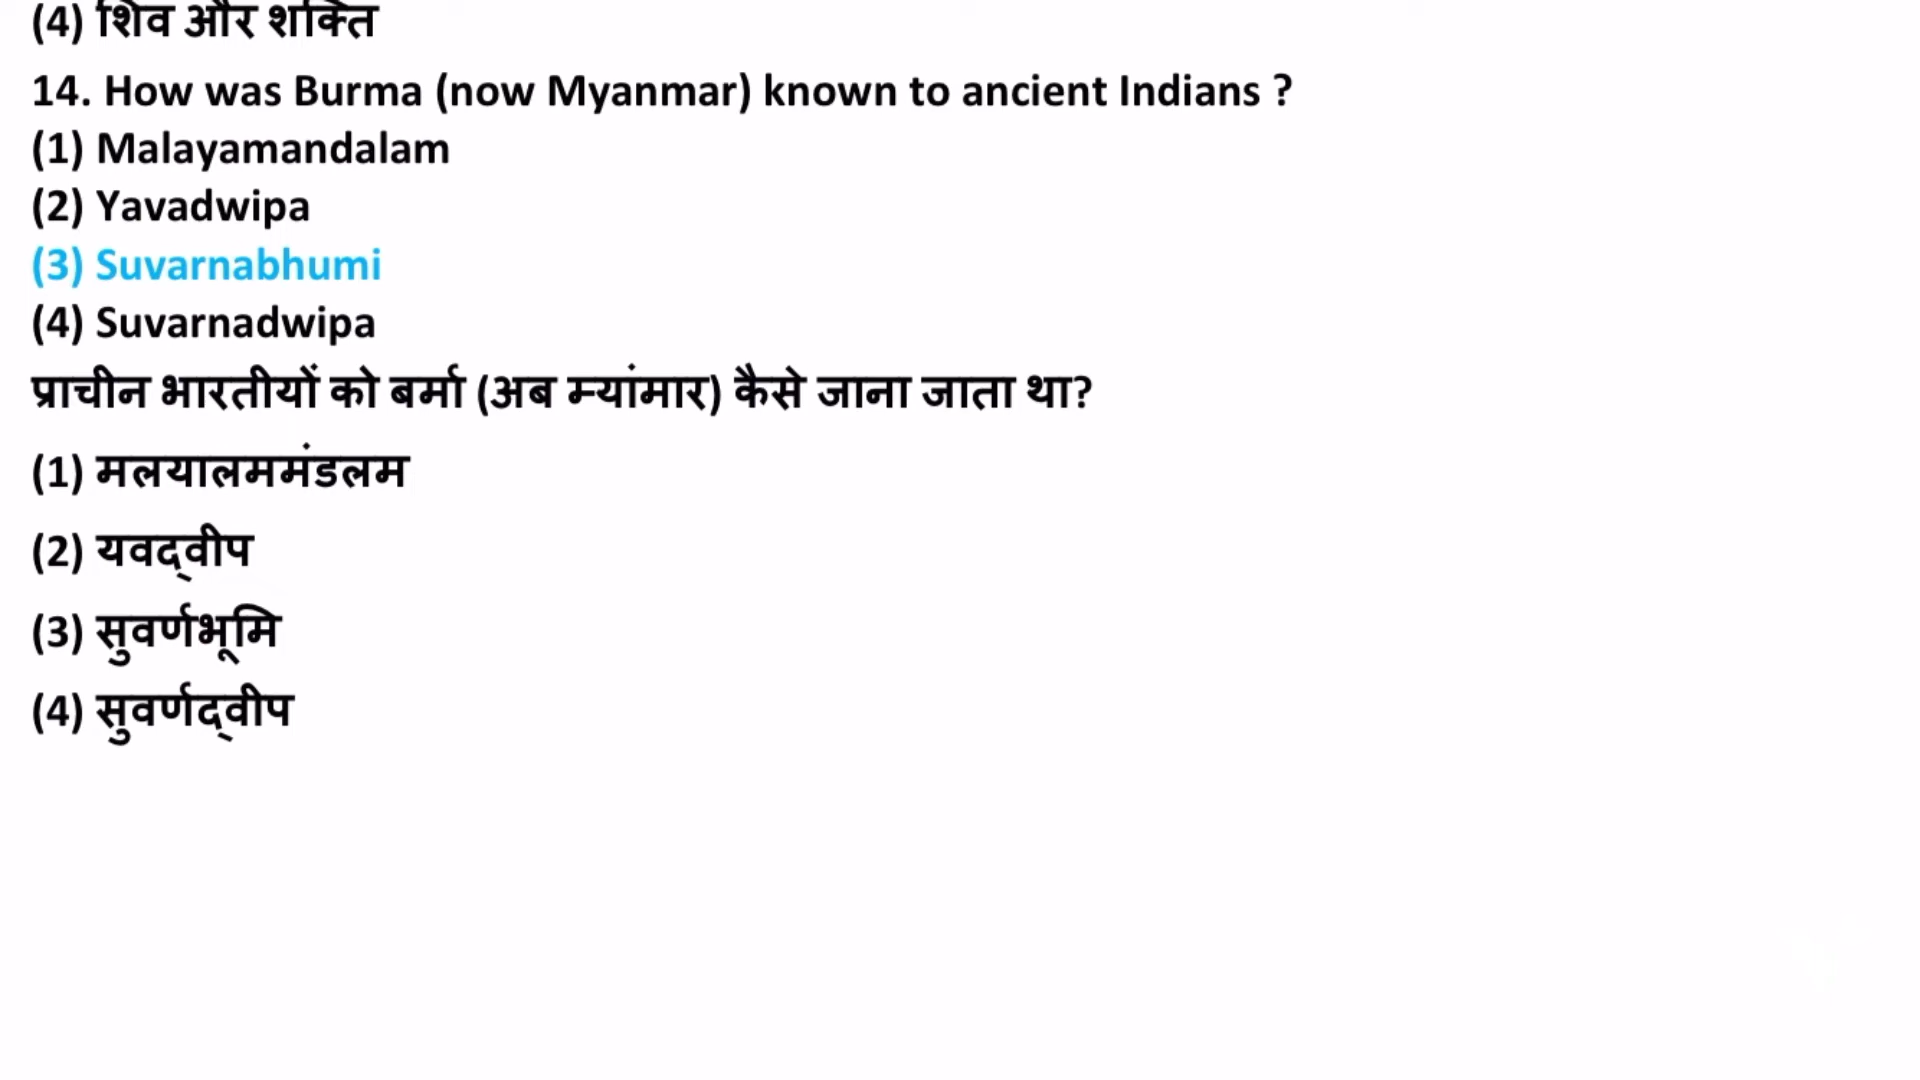 (4) शिव और शक्ति
14. How was Burma (now Myanmar) known to ancient Indians ?
(1) Malayamandalam
(2) Yavadwipa
(3) Suvarnabhumi
(4) Suvarnadwipa
प्राचीन भारतीयों को बर्मा (अब म्यांमार) कैसे जाना जाता था?
(1) मलयालममंडलम
(2) यवद्वीप
(3) सुवर्णभूमि
(4) सुवर्णद्वीप